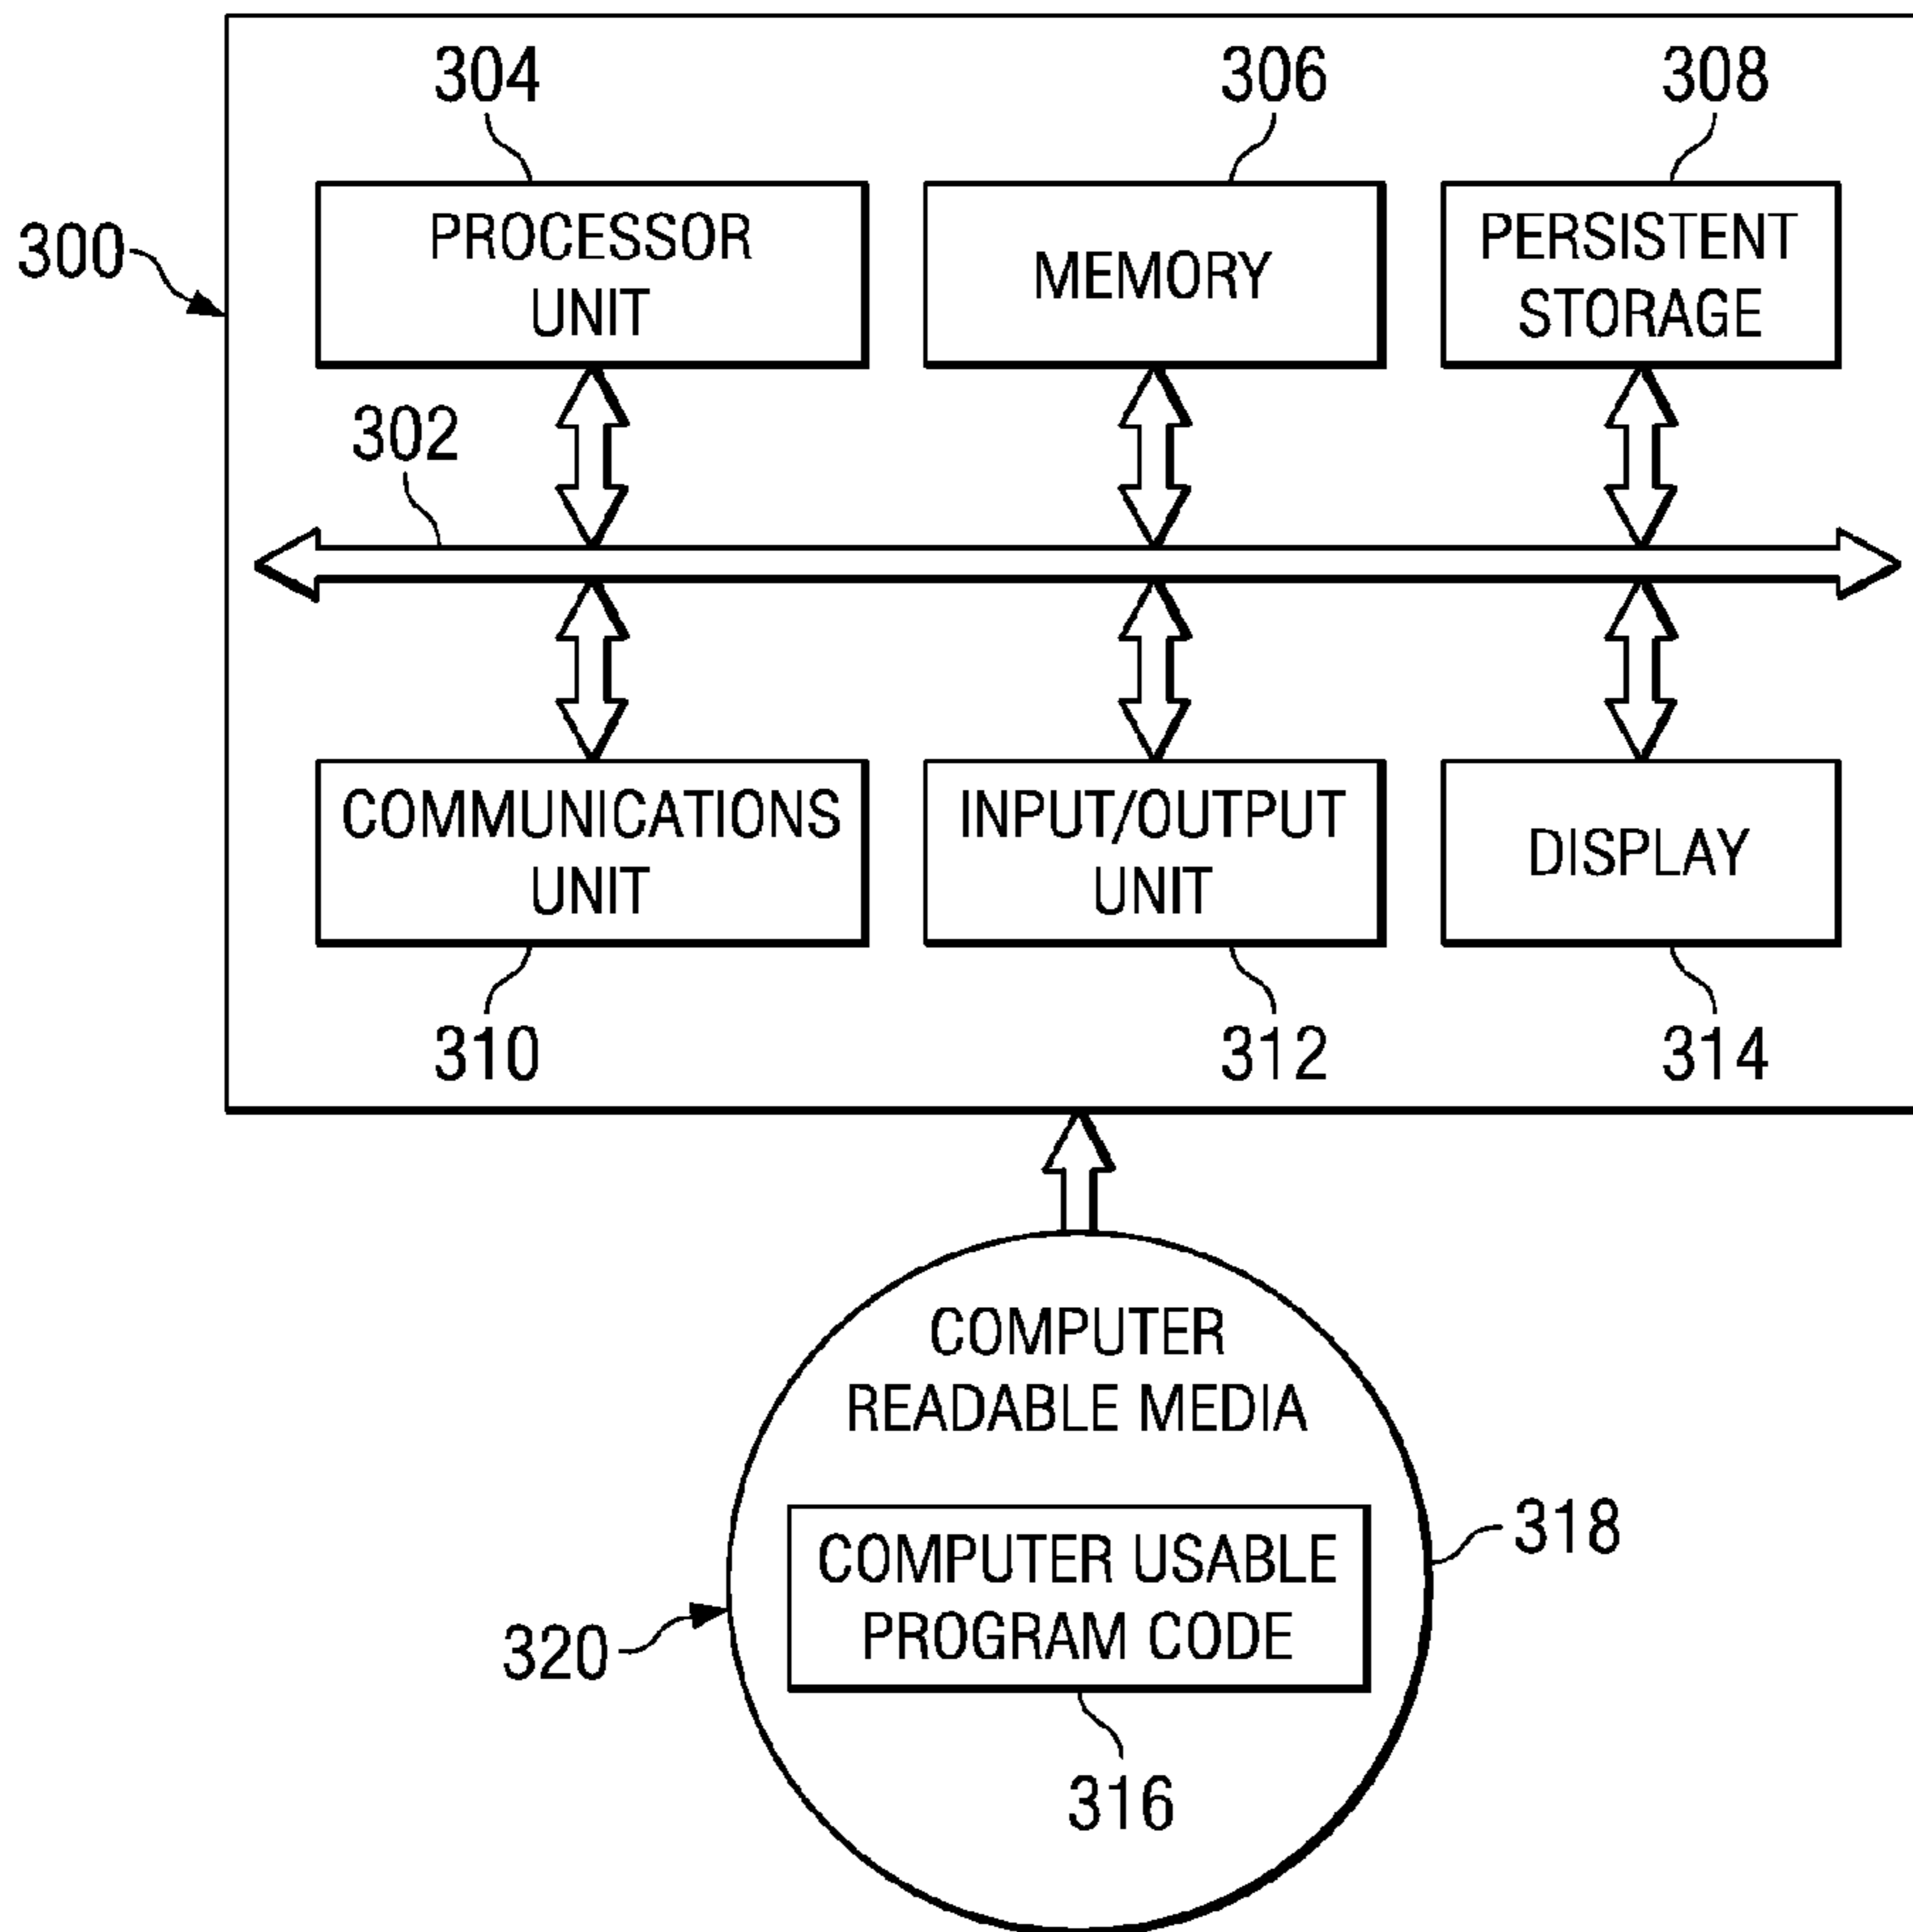 304
306
308
300
PROCESSOR
UNIT
MEMORY
PERSISTENT
STORAGE
302
COMMUNICATIONS
UNIT
INPUT/OUTPUT
UNIT
DISPLAY
310
312
314
COMPUTER
READABLE MEDIA
318
COMPUTER USABLE
PROGRAM CODE
320
316